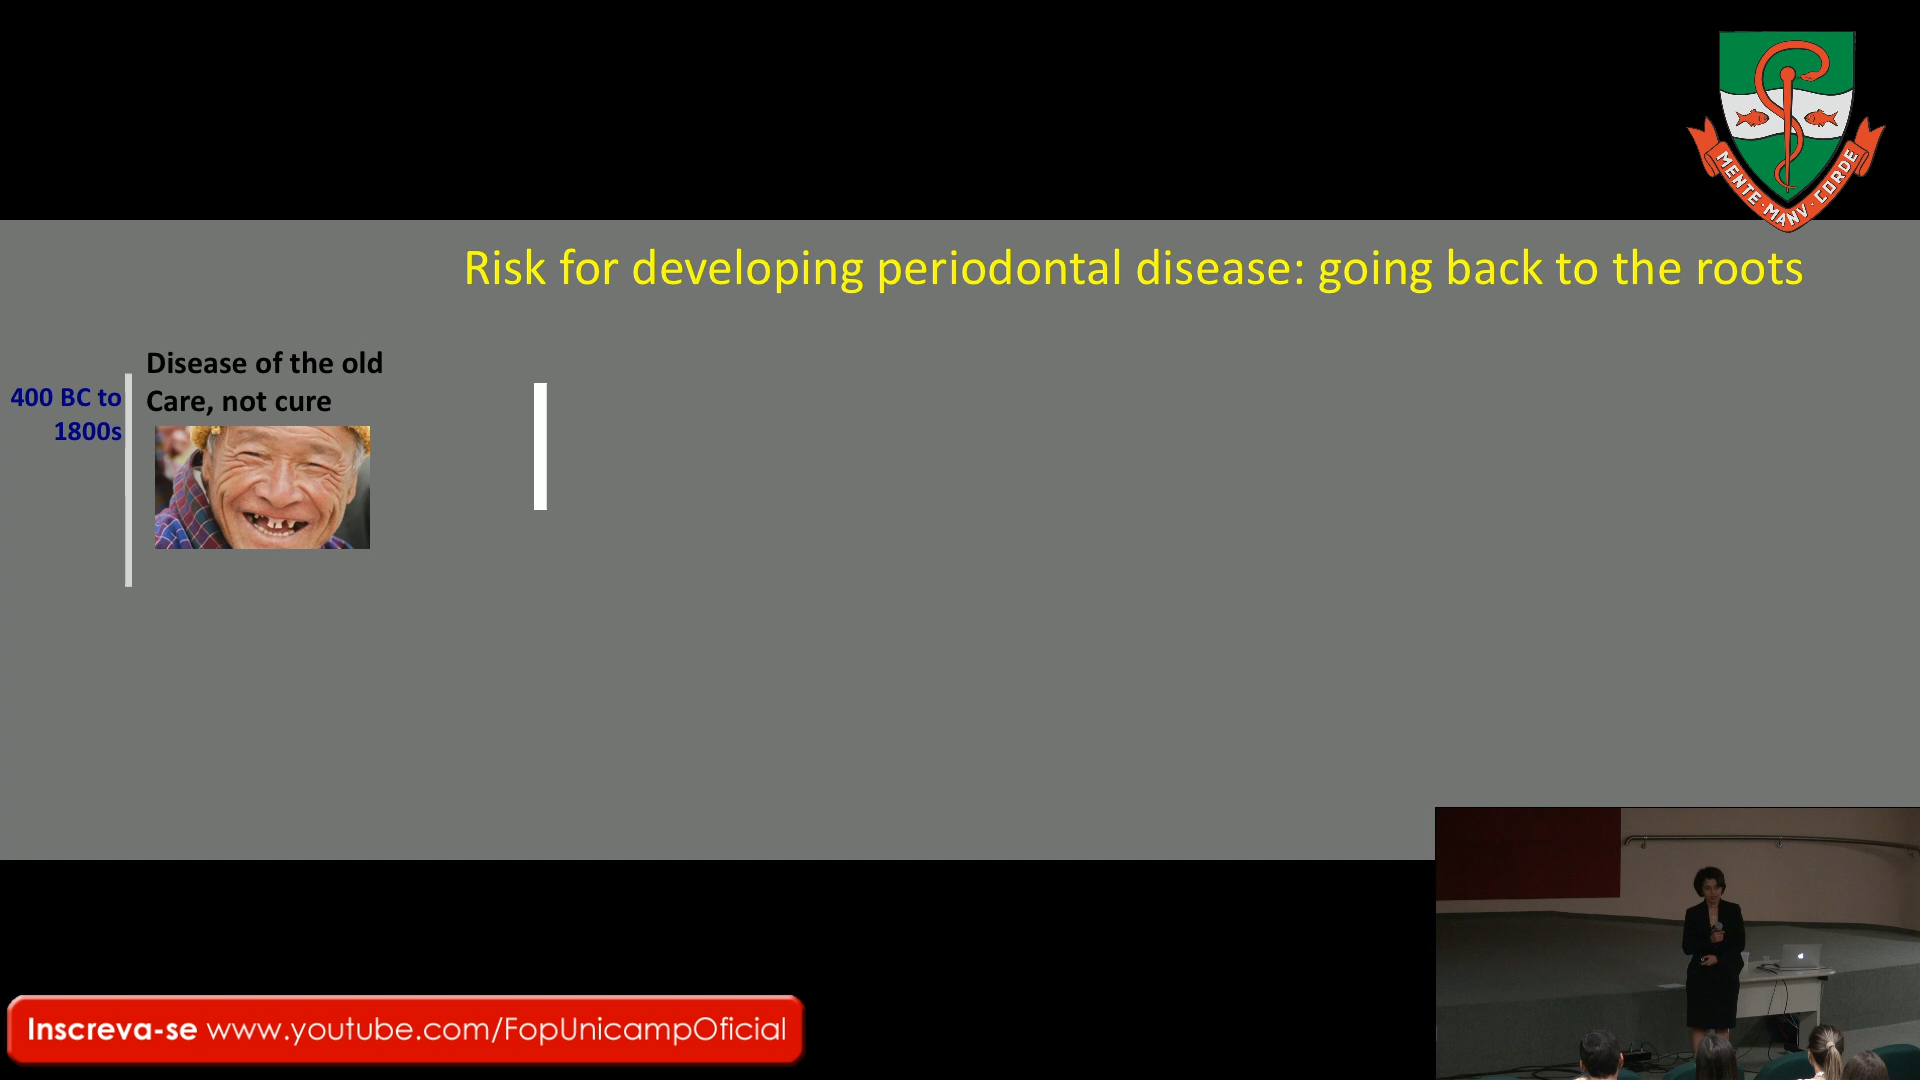 MENTE · MANV · CORDE
Risk for developing periodontal disease: going back to the roots
400 BC to
1800s
Disease of the old
Care, not cure
Inscreva-se www.youtube.com/FopUnicampOficial